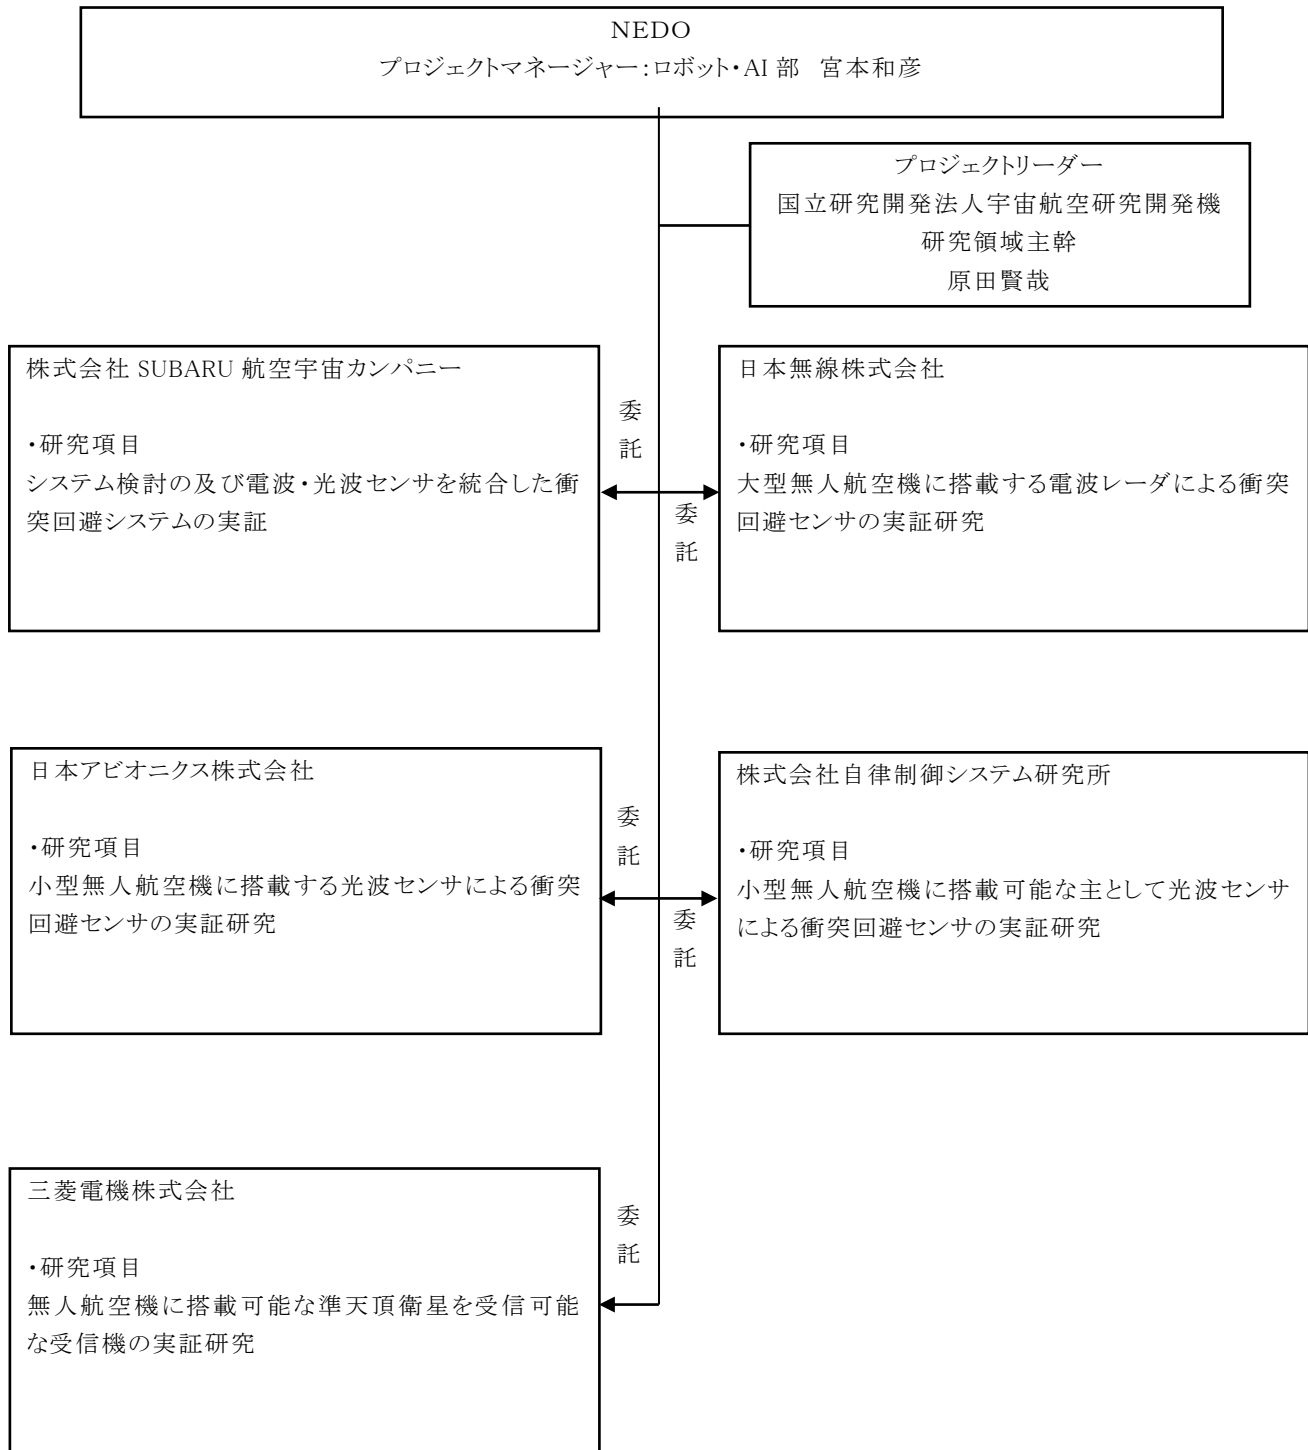 NEDO
プロジェクトマネージャー：ロボット・AI 部　宮本和彦
プロジェクトリーダー
国立研究開発法人宇宙航空研究開発機
研究領域主幹
原田賢哉
株式会社 SUBARU 航空宇宙カンパニー
・研究項目
システム検討の及び電波・光波センサを統合した衝
突回避システムの実証
委
託
委
託
日本無線株式会社
・研究項目
大型無人航空機に搭載する電波レーダによる衝突
回避センサの実証研究
日本アビオニクス株式会社
・研究項目
小型無人航空機に搭載する光波センサによる衝突
回避センサの実証研究
委
託
委
託
株式会社自律制御システム研究所
・研究項目
小型無人航空機に搭載可能な主として光波センサ
による衝突回避センサの実証研究
三菱電機株式会社
・研究項目
無人航空機に搭載可能な準天頂衛星を受信可能
な受信機の実証研究
委
託